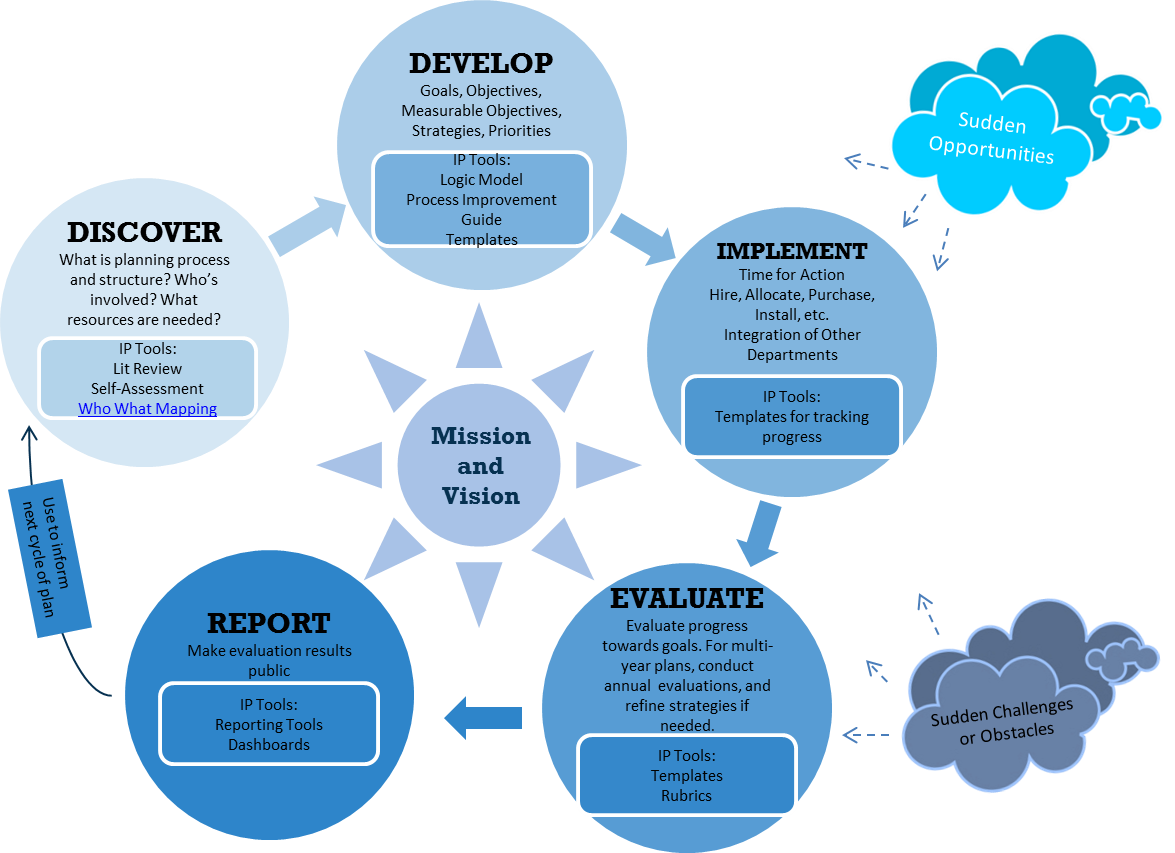 DEVELOP
Goals, Objectives,
Measurable Objectives,
Strategies, Priorities
IP Tools:
Logic Model
Process Improvement
Guide
Templates
Sudden
Opportunities
DISCOVER
What is planning process
and structure? Who’s
involved? What
resources are needed?
IP Tools:
Lit Review
Self-Assessment
Who What Mapping
IMPLEMENT
Time for Action
Hire, Allocate, Purchase,
Install, etc.
Integration of Other
Departments
IP Tools:
Templates for tracking
progress
Mission
and
Vision
Use to inform
next cycle of plan
REPORT
Make evaluation results
public
IP Tools:
Reporting Tools
Dashboards
EVALUATE
Evaluate progress
towards goals. For multi-
year plans, conduct
annual  evaluations, and
refine strategies if
needed.
IP Tools:
Templates
Rubrics
Sudden Challenges
or Obstacles